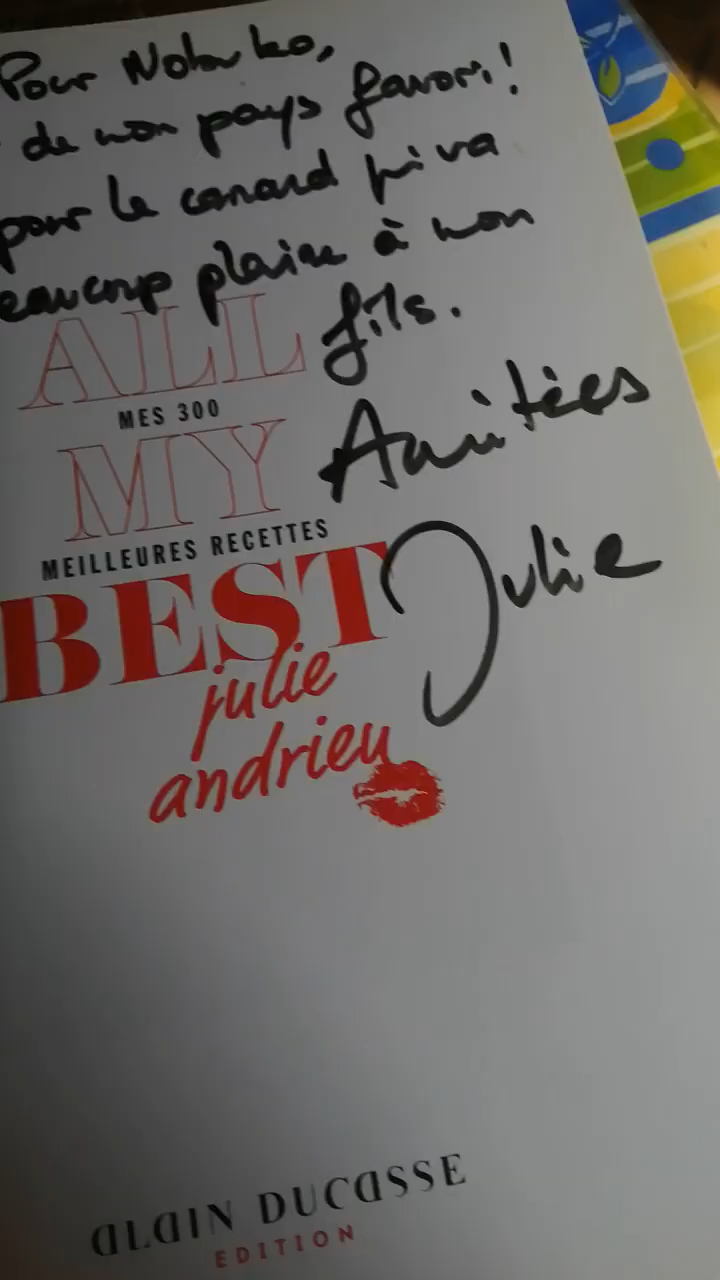 Pour Nobuko,
de mon pays favori!
pour le canard qui va
eaucoup plaire à mon
fils.
ALL
MES 300
MY
Amitiées
MEILLEURES RECETTES
BEST
Julie
julie
andrieu
ALAIN DUCASSE
EDITION